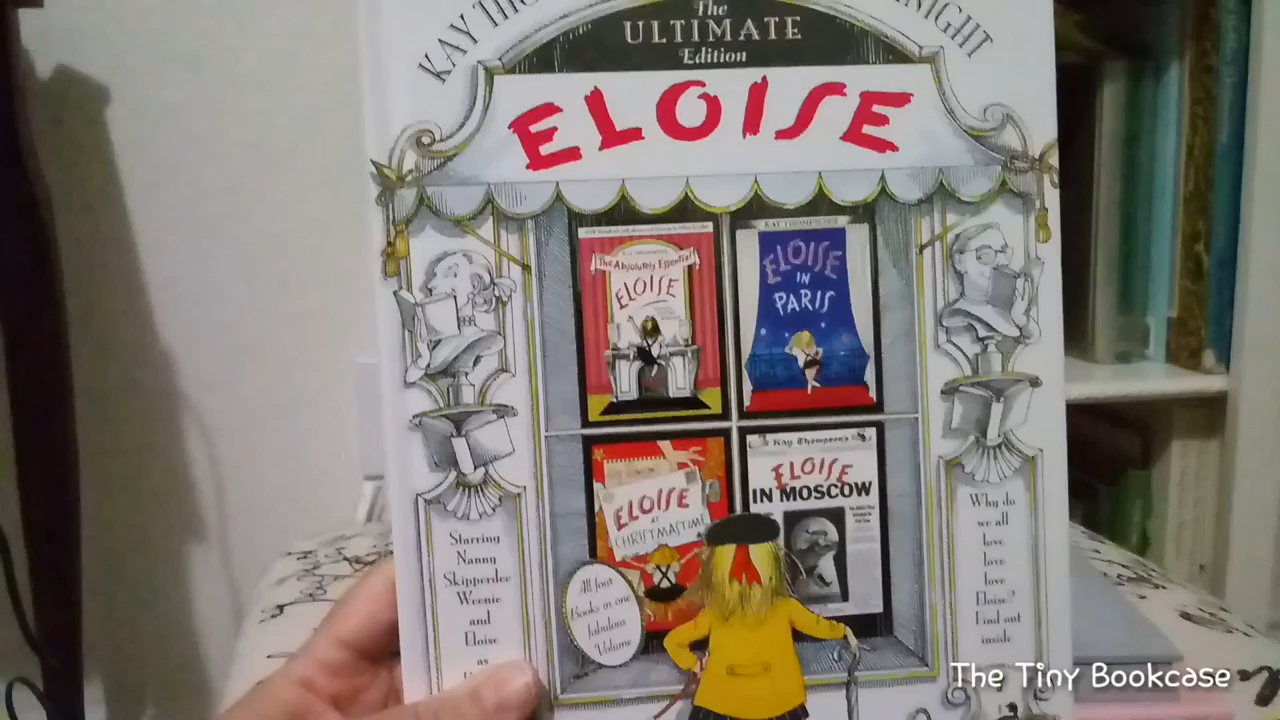 KAY
KNIGHT
The
ULTIMATE
Edition
ELOISE
The Absolutely Essential
ELOISE
KAY THOMPSON'S
ELOISE
IN
PARIS
ELOISE
AT
CHRISTMASTIME
Kay Thompson's
ELOISE
IN MOSCOW
All four
Books in one
fabulous
Volume
Starring
Nanny
Skipperdee
Weenie
and
Eloise
as
Why do
we all
love
love
love
Eloise?
Find out
inside
The Tiny Bookcase